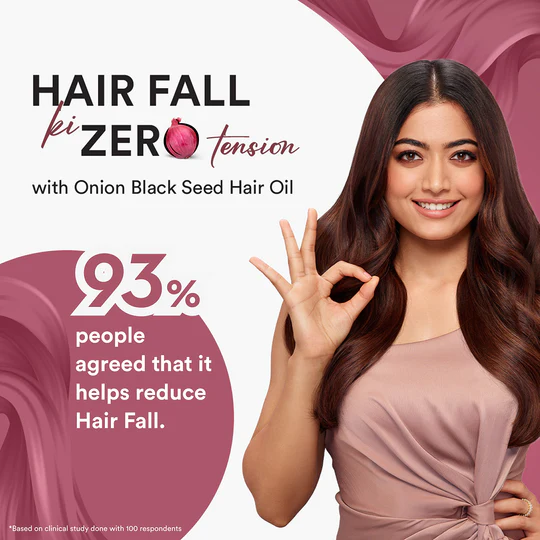 HAIR FALL
ki ZERO tension
with Onion Black Seed Hair Oil
93%
people
agreed that it
helps reduce
Hair Fall.
*Based on clinical study done with 100 respondents